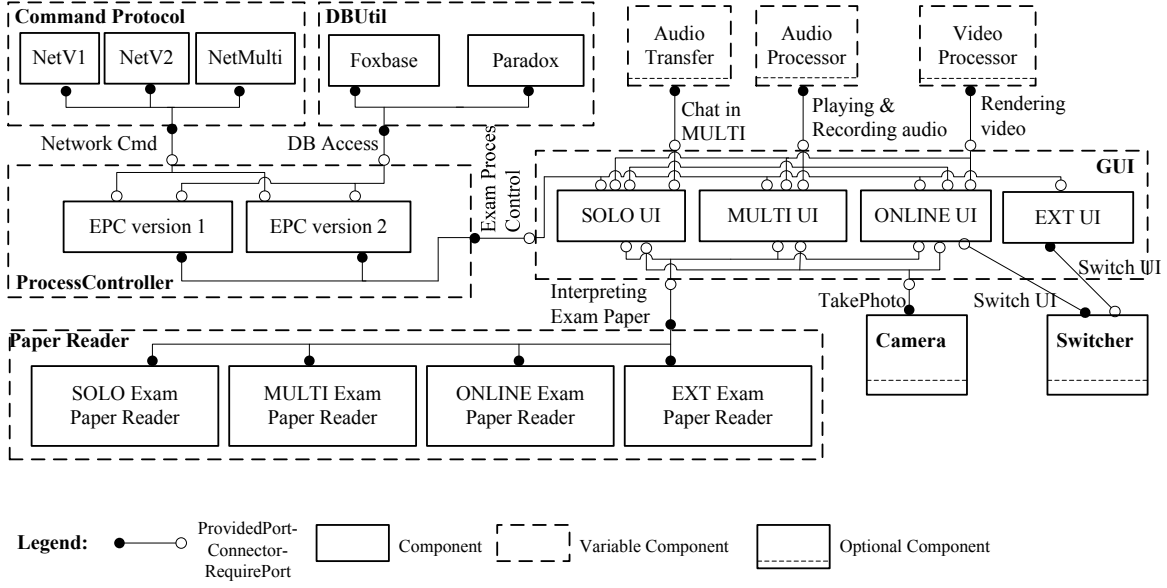 Command Protocol
NetV1
NetV2
NetMulti
DBUtil
Foxbase
Paradox
Audio
Transfer
Audio
Processor
Video
Processor
Network Cmd
DB Access
Chat in
MULTI
Playing &
Recording audio
Rendering
video
Exam Proces
Control
GUI
EPC version 1
EPC version 2
ProcessController
SOLO UI
MULTI UI
ONLINE UI
EXT UI
Interpreting
Exam Paper
TakePhoto
Switch UI
Switch UI
Camera
Switcher
Paper Reader
SOLO Exam
Paper Reader
MULTI Exam
Paper Reader
ONLINE Exam
Paper Reader
EXT Exam
Paper Reader
Legend:
ProvidedPort-
Connector-
RequirePort
Component
Variable Component
Optional Component